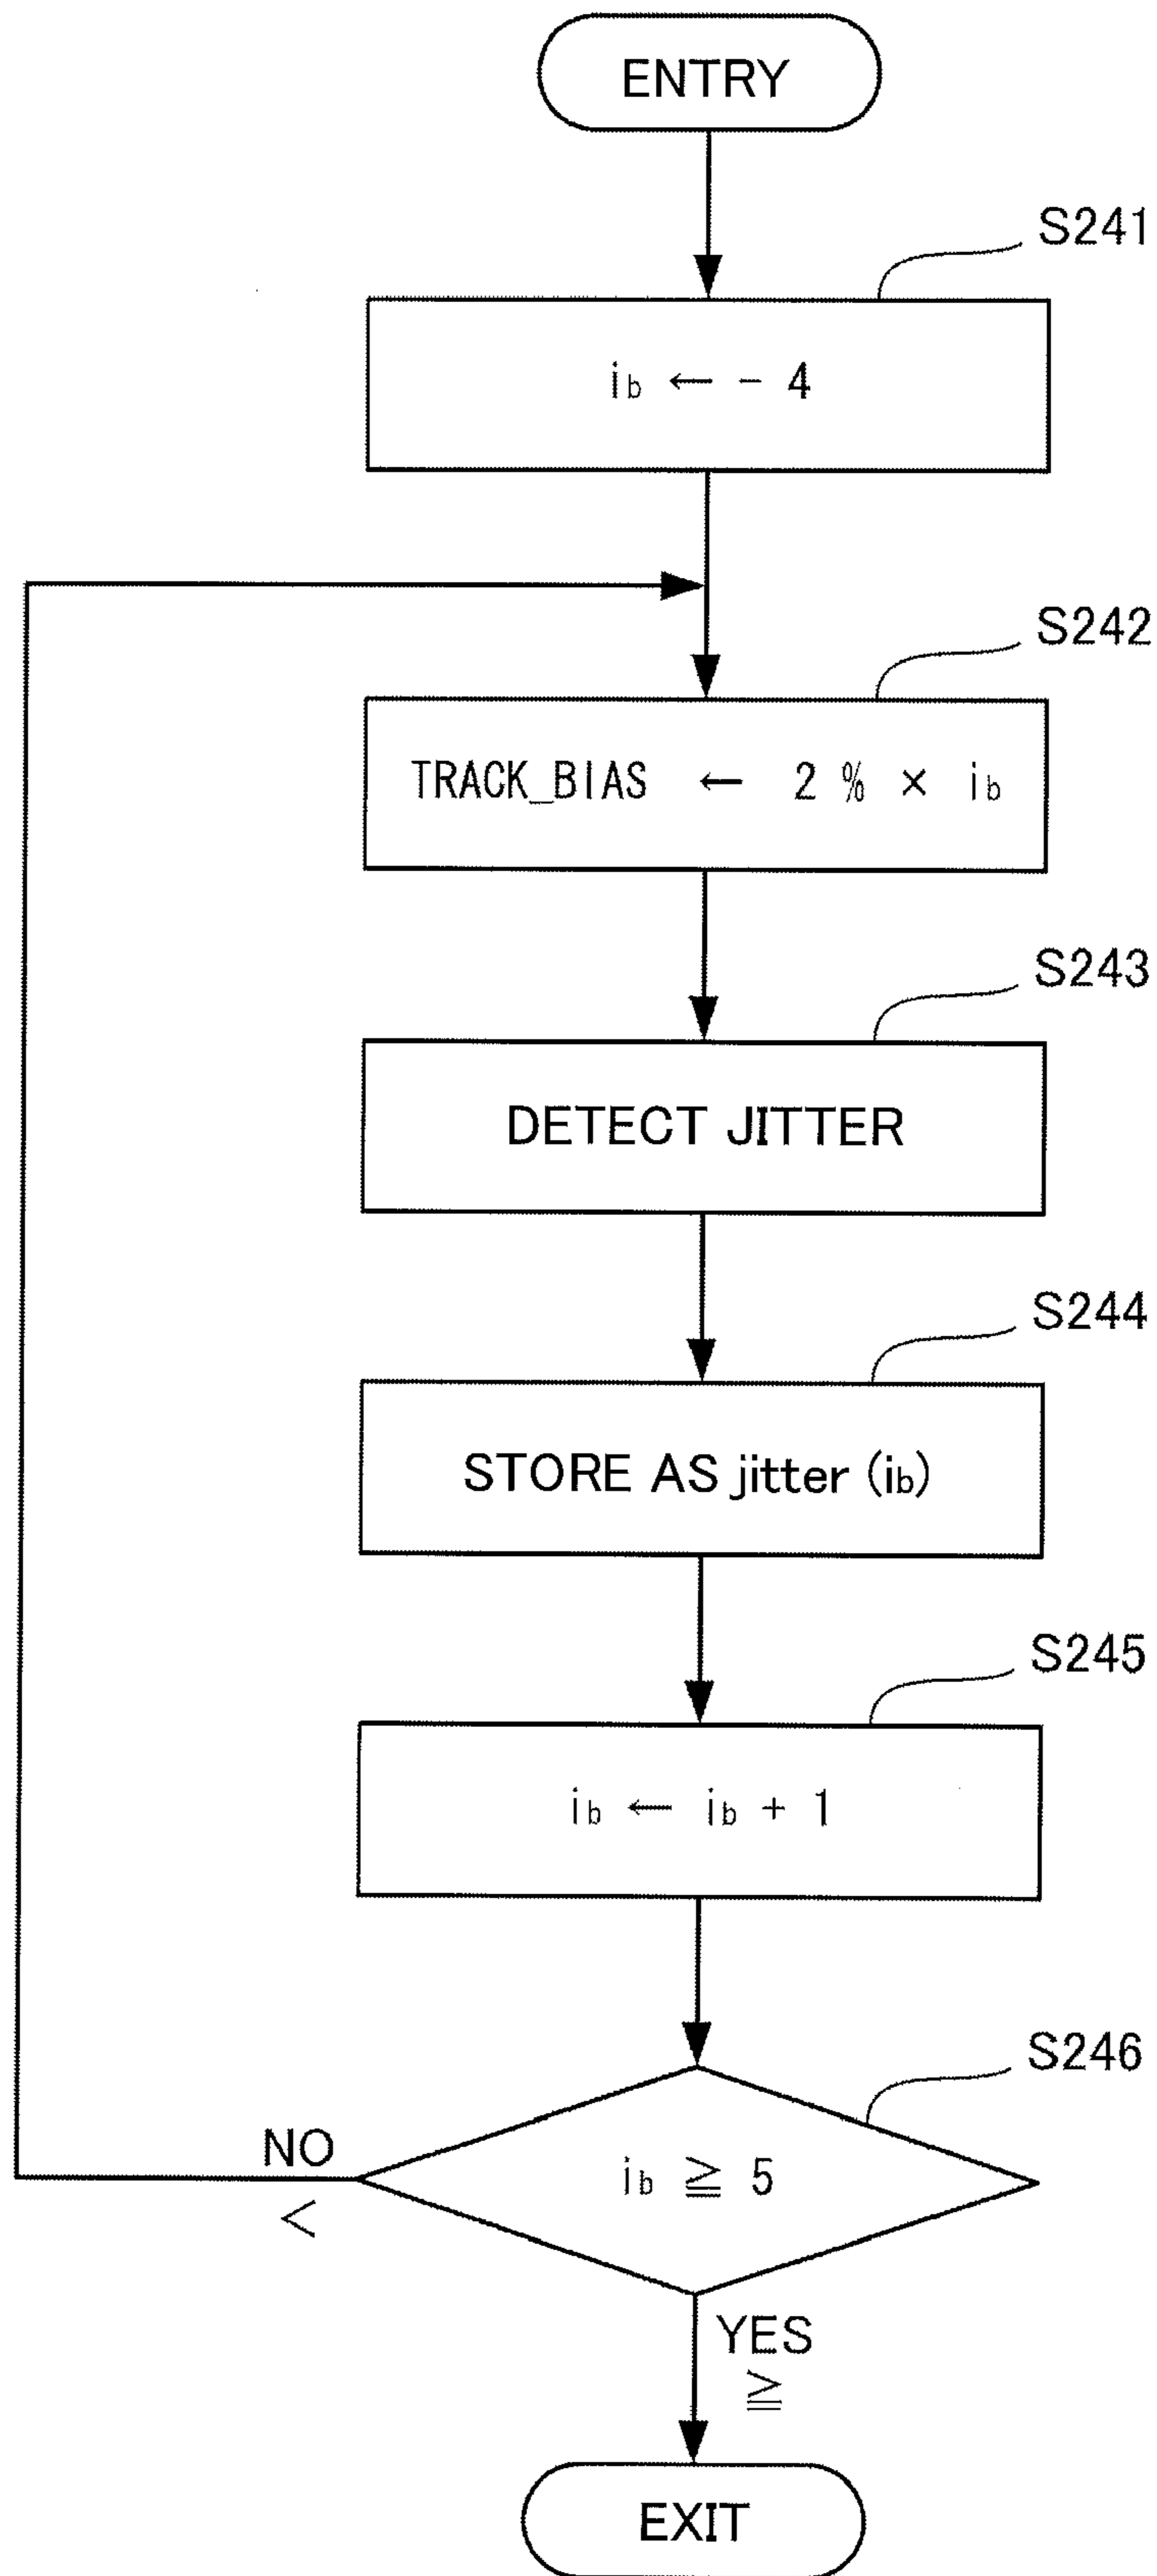 ENTRY
S241
ib ← - 4
S242
TRACK_BIAS ← 2 % × ib
S243
DETECT JITTER
S244
STORE AS jitter (ib)
S245
ib ← ib + 1
S246
NO
<
ib ≧ 5
YES
≧
EXIT